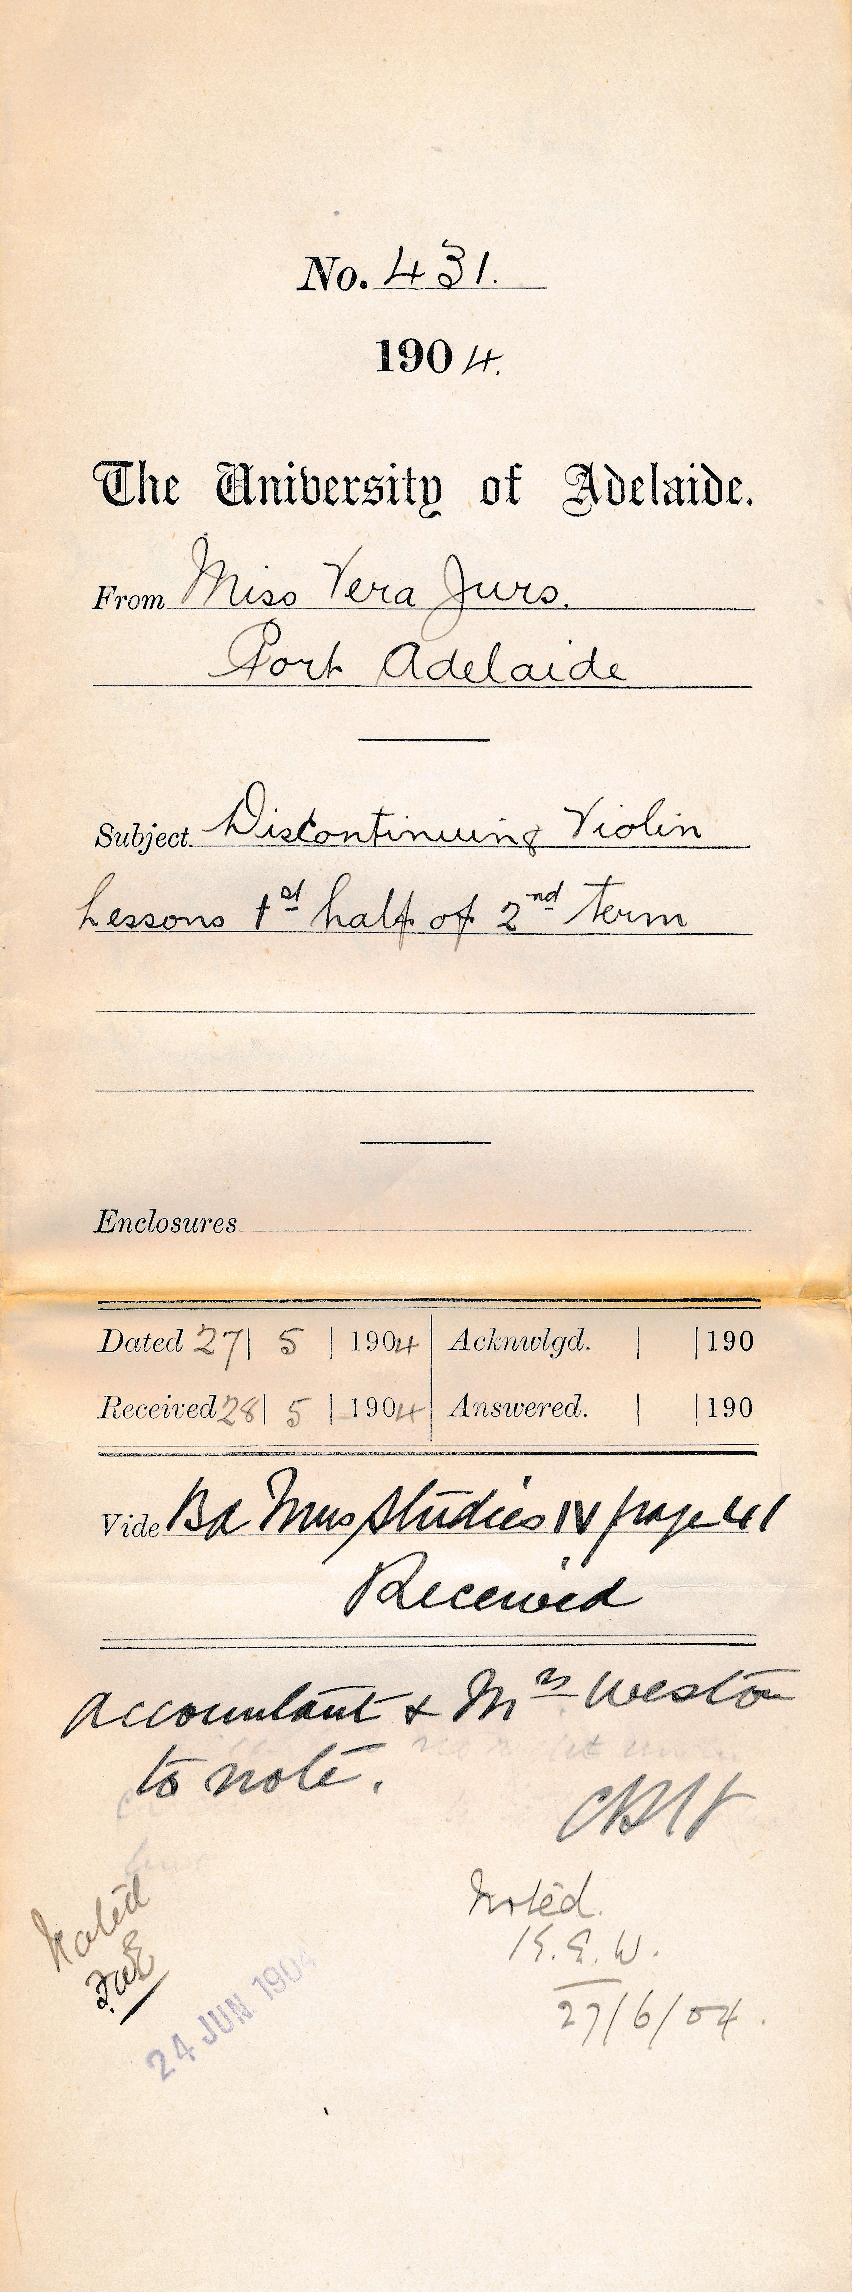 No. 431.
1904.
The University of Adelaide.
From Miss Vera Jurs.
Port Adelaide
Subject Discontinuing Violin
Lessons 1st half of 2nd term
Enclosures
Dated 27 | 5 | 1904 Acknwlgd. | | 190
Received 28 | 5 | 1904 Answered. | | 190
Vide Bd Mus Studies IV page 41
Received
Accountant & Mrs Weston
to note.
CRH
Noted
Noted.
K.E.W.
27/6/04.
24 JUN 1904